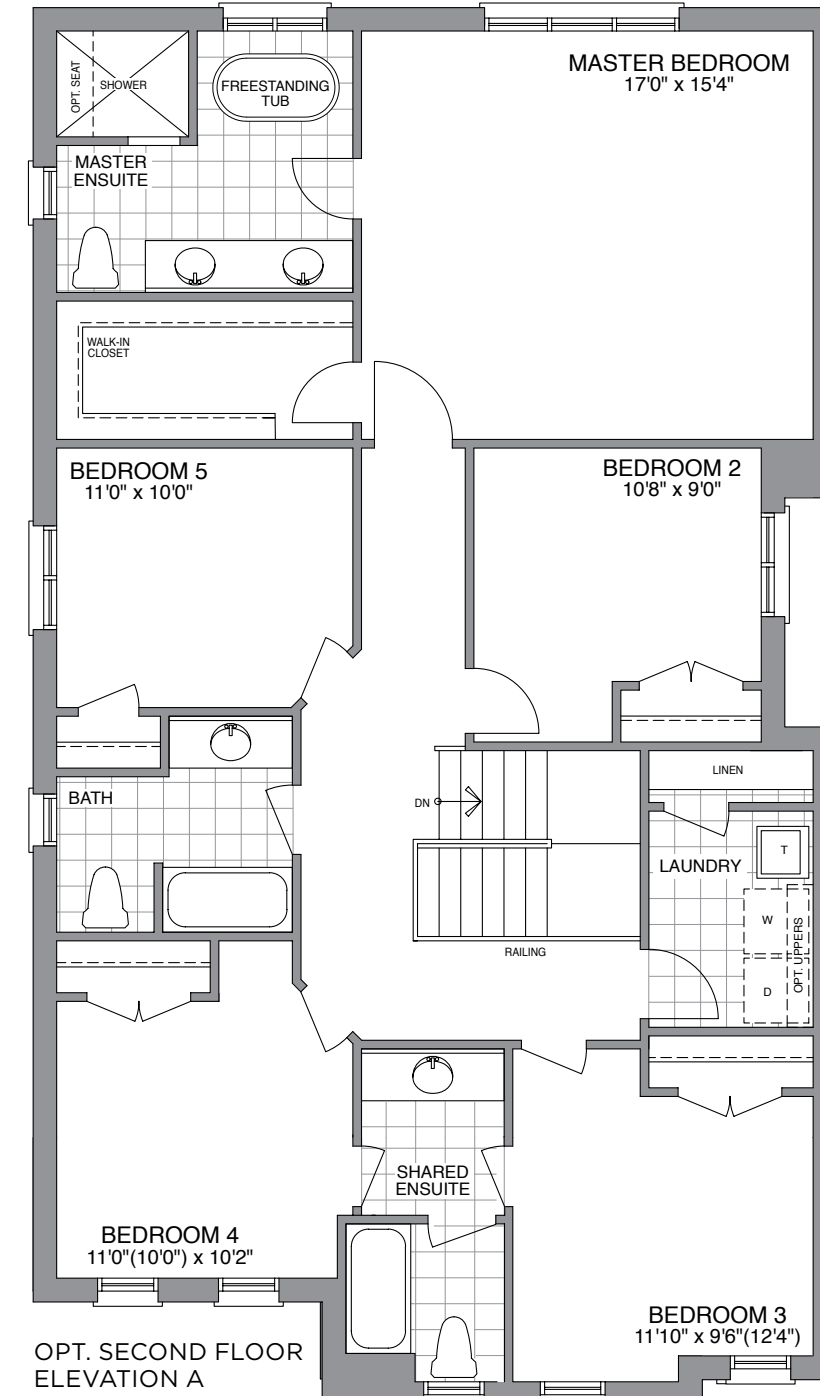 OPT. SEAT
SHOWER
FREESTANDING
TUB
MASTER BEDROOM
17'0" x 15'4"
MASTER
ENSUITE
WALK-IN
CLOSET
BEDROOM 5
11'0" x 10'0"
BEDROOM 2
10'8" x 9'0"
LINEN
BATH
DN
LAUNDRY
T
W
OPT. UPPERS
D
RAILING
SHARED
ENSUITE
BEDROOM 4
11'0"(10'0") x 10'2"
BEDROOM 3
11'10" x 9'6"(12'4")
OPT. SECOND FLOOR
ELEVATION A